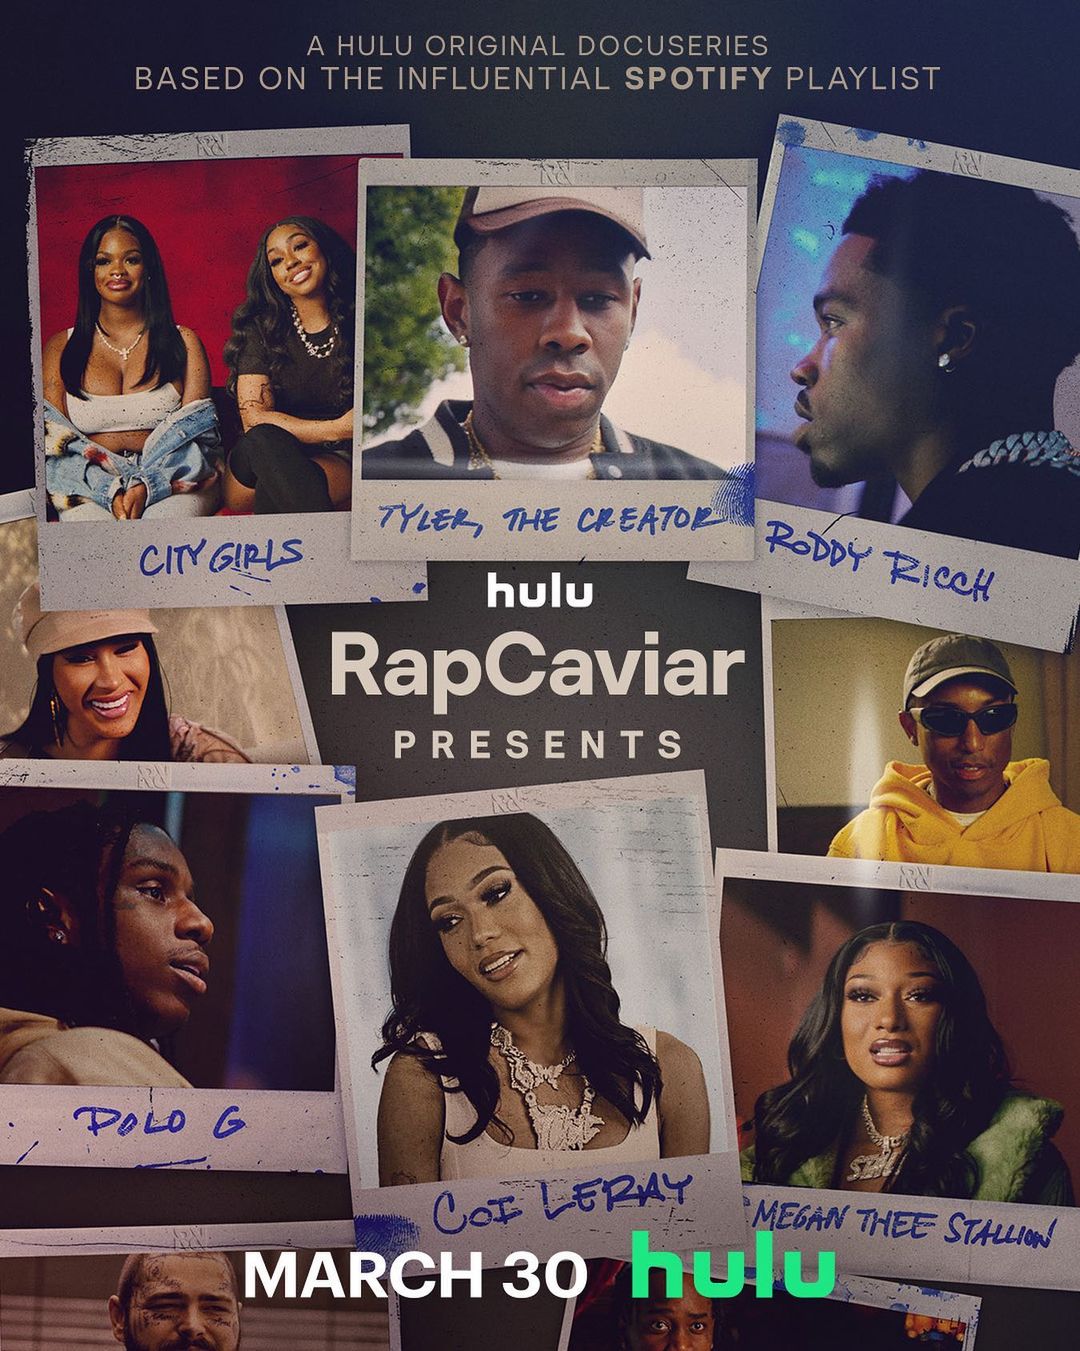 A HULU ORIGINAL DOCUSERIES
BASED ON THE INFLUENTIAL SPOTIFY PLAYLIST
CITY GIRLS
TYLER, THE CREATOR
RODDY RICCH
hulu
RapCaviar
PRESENTS
POLO G
COI LERAY
MEGAN THEE STALLION
MARCH 30 hulu